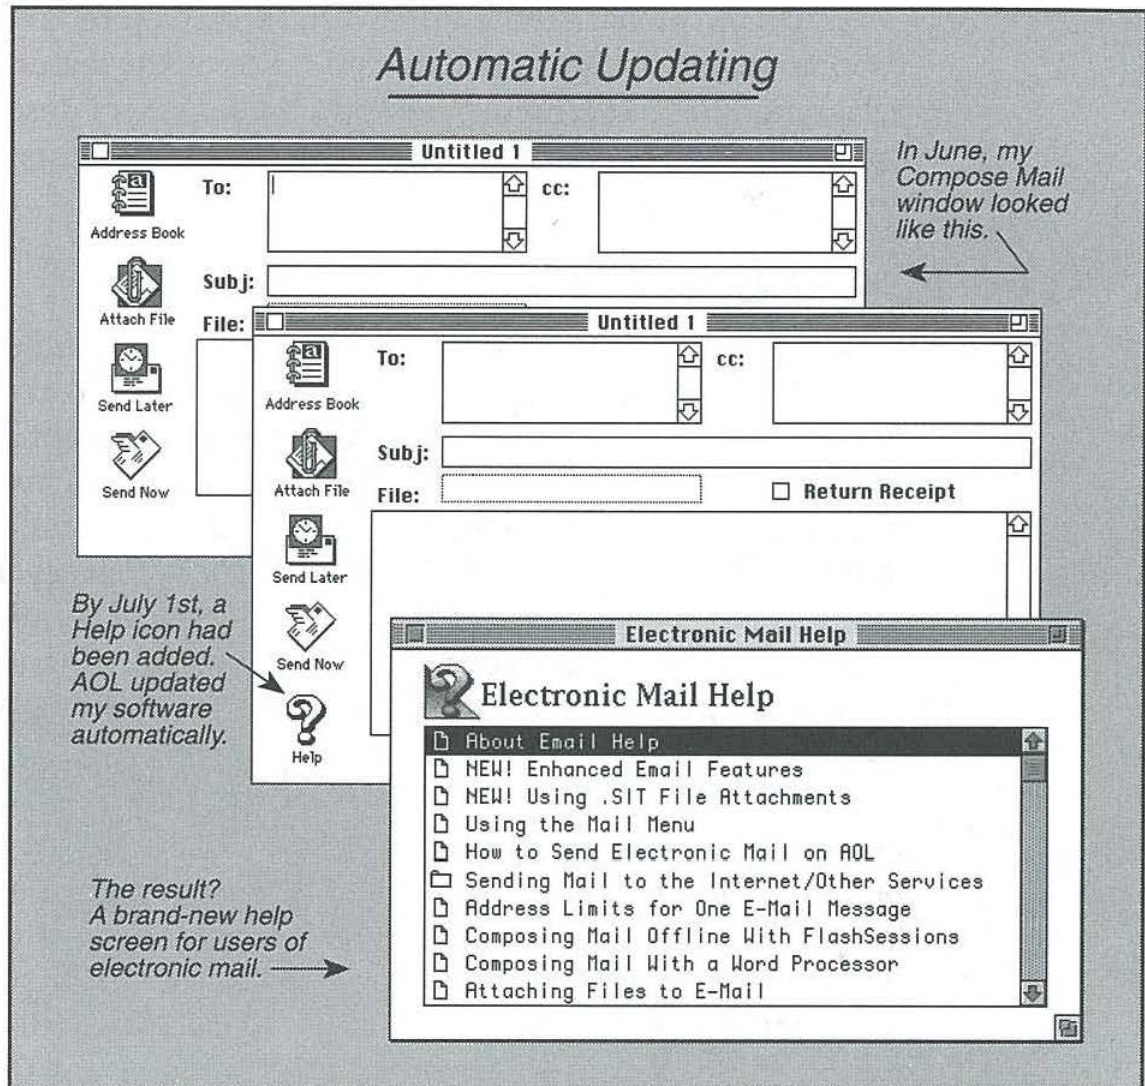 Automatic Updating
Untitled 1
In June, my
Compose Mail
window looked
like this.
Address Book
To:
cc:
Attach File
Subj:
File:
Send Later
Send Now
Untitled 1
Address Book
To:
cc:
Attach File
Subj:
File:
Return Receipt
Send Later
Send Now
Help
By July 1st, a
Help icon had
been added.
AOL updated
my software
automatically.
Electronic Mail Help
Electronic Mail Help
About Email Help
NEW! Enhanced Email Features
NEW! Using .SIT File Attachments
Using the Mail Menu
How to Send Electronic Mail on AOL
Sending Mail to the Internet/Other Services
Address Limits for One E-Mail Message
Composing Mail Offline With FlashSessions
Composing Mail With a Word Processor
Attaching Files to E-Mail
The result?
A brand-new help
screen for users of
electronic mail.